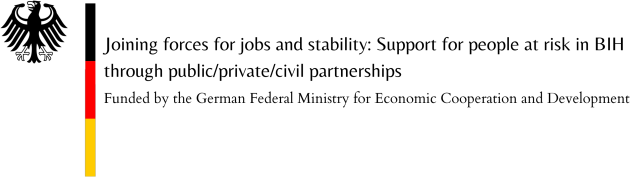 Joining forces for jobs and stability: Support for people at risk in BIH
through public/private/civil partnerships
Funded by the German Federal Ministry for Economic Cooperation and Development